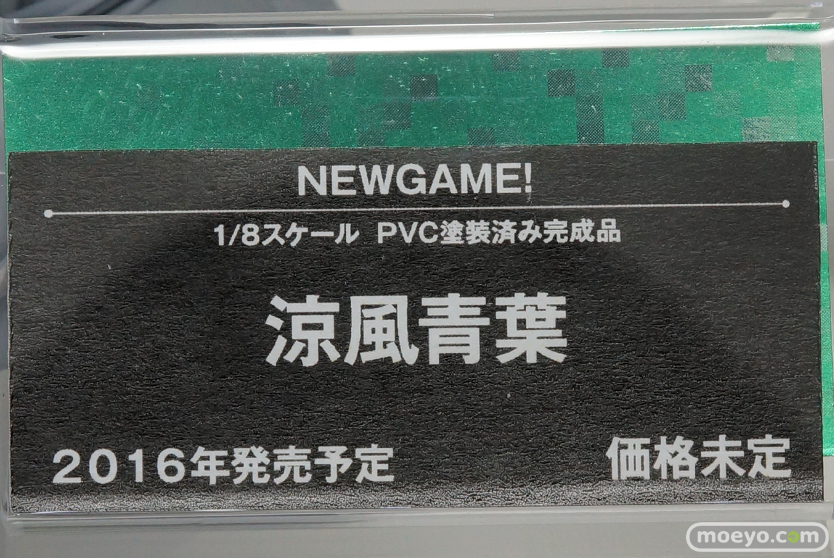 NEWGAME!
1/8スケール PVC塗装済み完成品
涼風青葉
2016年発売予定
価格未定
moeyo.com